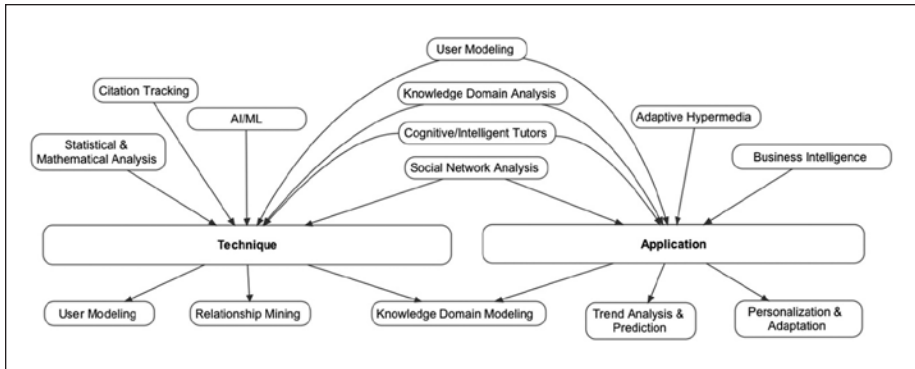 User Modeling
Citation Tracking
Knowledge Domain Analysis
AI/ML
Adaptive Hypermedia
Cognitive/Intelligent Tutors
Statistical &
Mathematical Analysis
Business Intelligence
Social Network Analysis
Technique
Application
User Modeling
Relationship Mining
Knowledge Domain Modeling
Trend Analysis &
Prediction
Personalization &
Adaptation